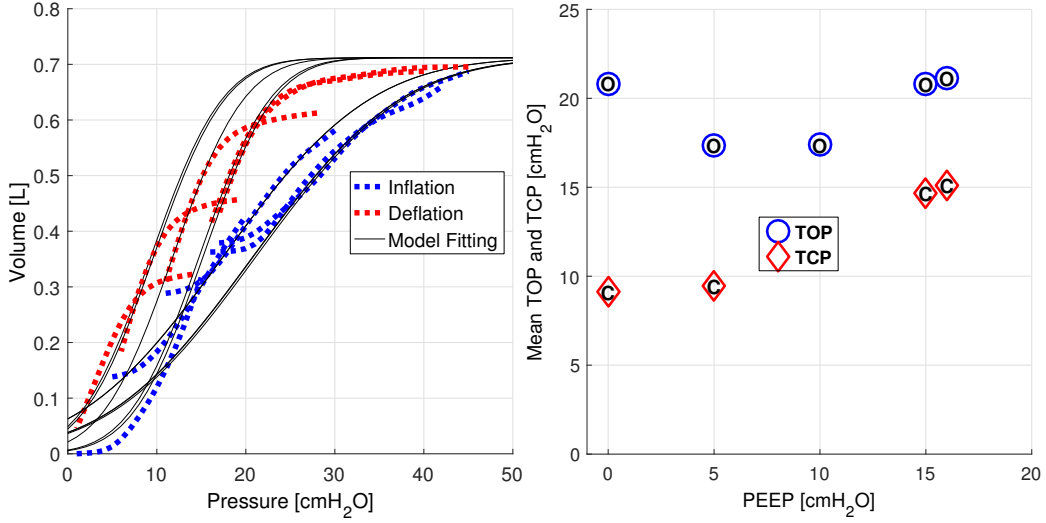 0.8
0.7
0.6
0.5
0.4
0.3
0.2
0.1
0
0
10
20
30
40
50
Volume [L]
Pressure [cmH2O]
Inflation
Deflation
Model Fitting
25
20
15
10
5
0
0
5
10
15
20
Mean TOP and TCP [cmH2O]
PEEP [cmH2O]
O
O
O
O
O
C
C
C
C
TOP
TCP